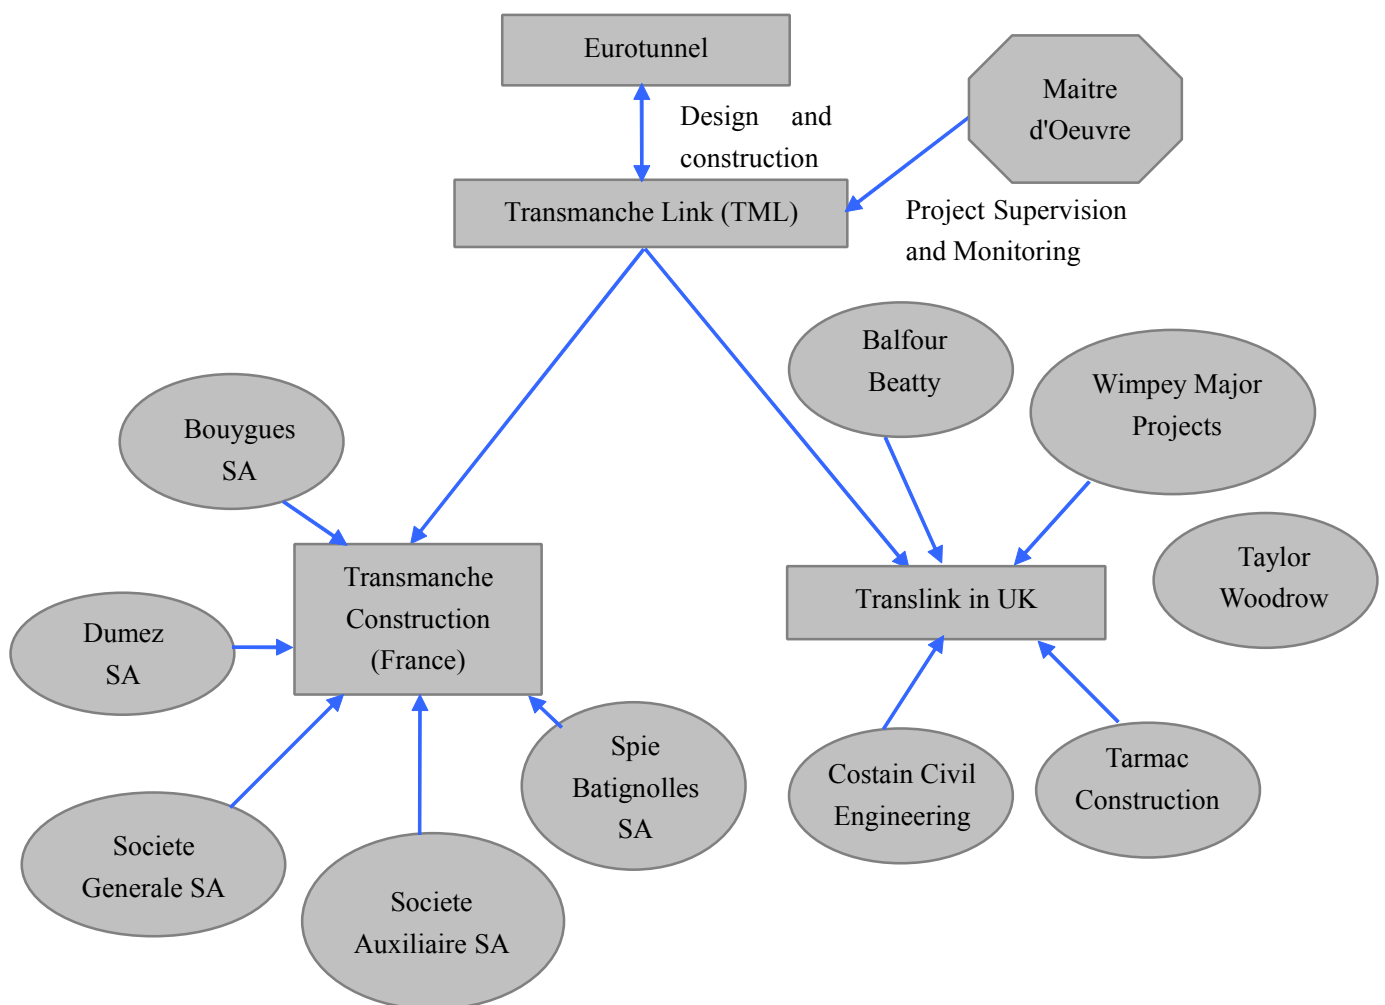 Eurotunnel
Maitre
d'Oeuvre
Design and
construction
Transmanche Link (TML)
Project Supervision
and Monitoring
Balfour
Beatty
Wimpey Major
Projects
Bouygues
SA
Taylor
Woodrow
Transmanche
Construction
(France)
Translink in UK
Dumez
SA
Spie
Batignolles
SA
Costain Civil
Engineering
Tarmac
Construction
Societe
Generale SA
Societe
Auxiliaire SA